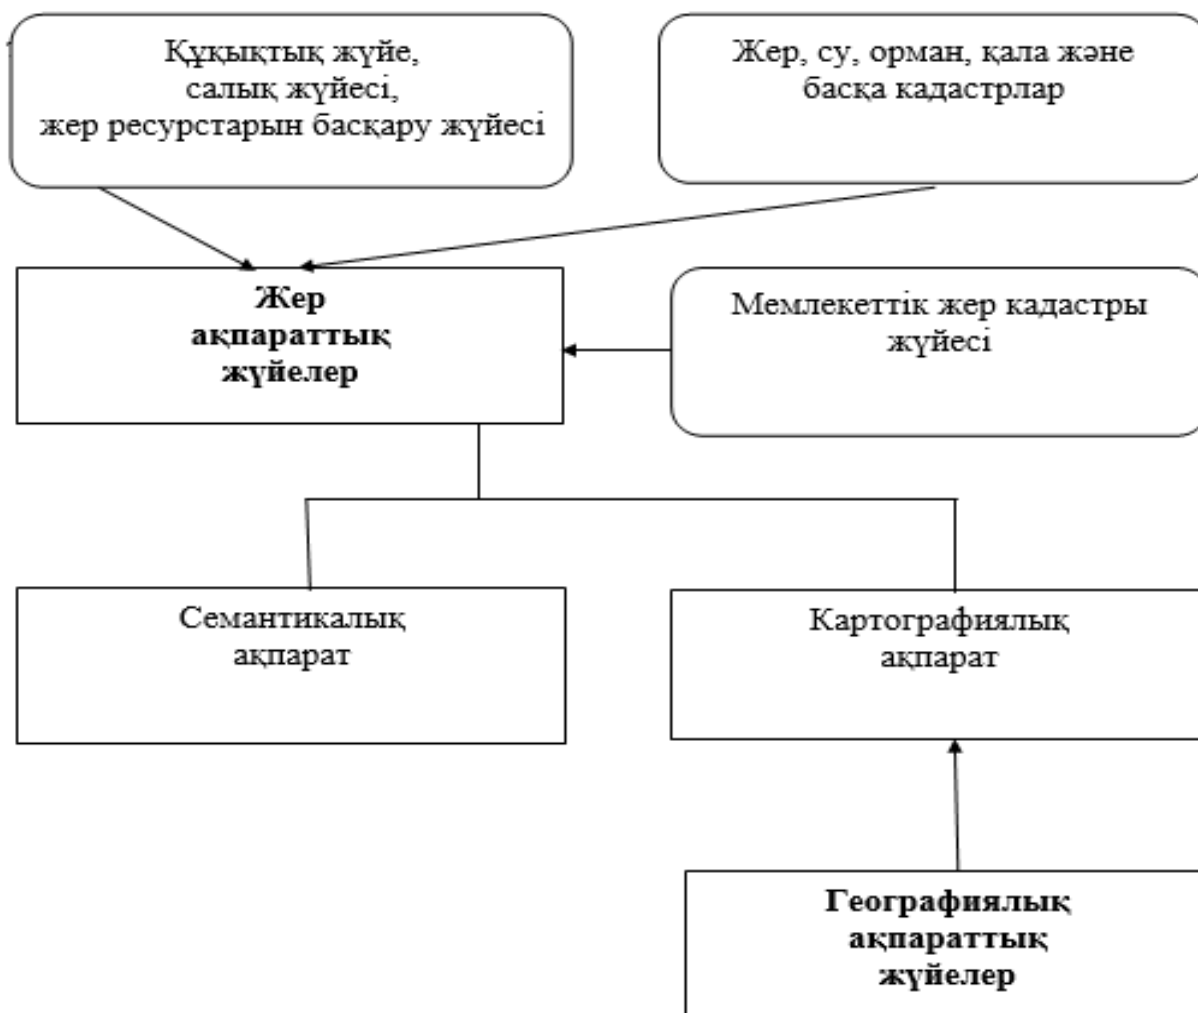 Құқықтық жүйе,
салық жүйесі,
жер ресурстарын басқару жүйесі
Жер, су, орман, қала және
басқа кадастрлар
Жер
ақпараттық
жүйелер
Мемлекеттік жер кадастры
жүйесі
Семантикалық
ақпарат
Картографиялық
ақпарат
Географиялық
ақпараттық
жүйелер